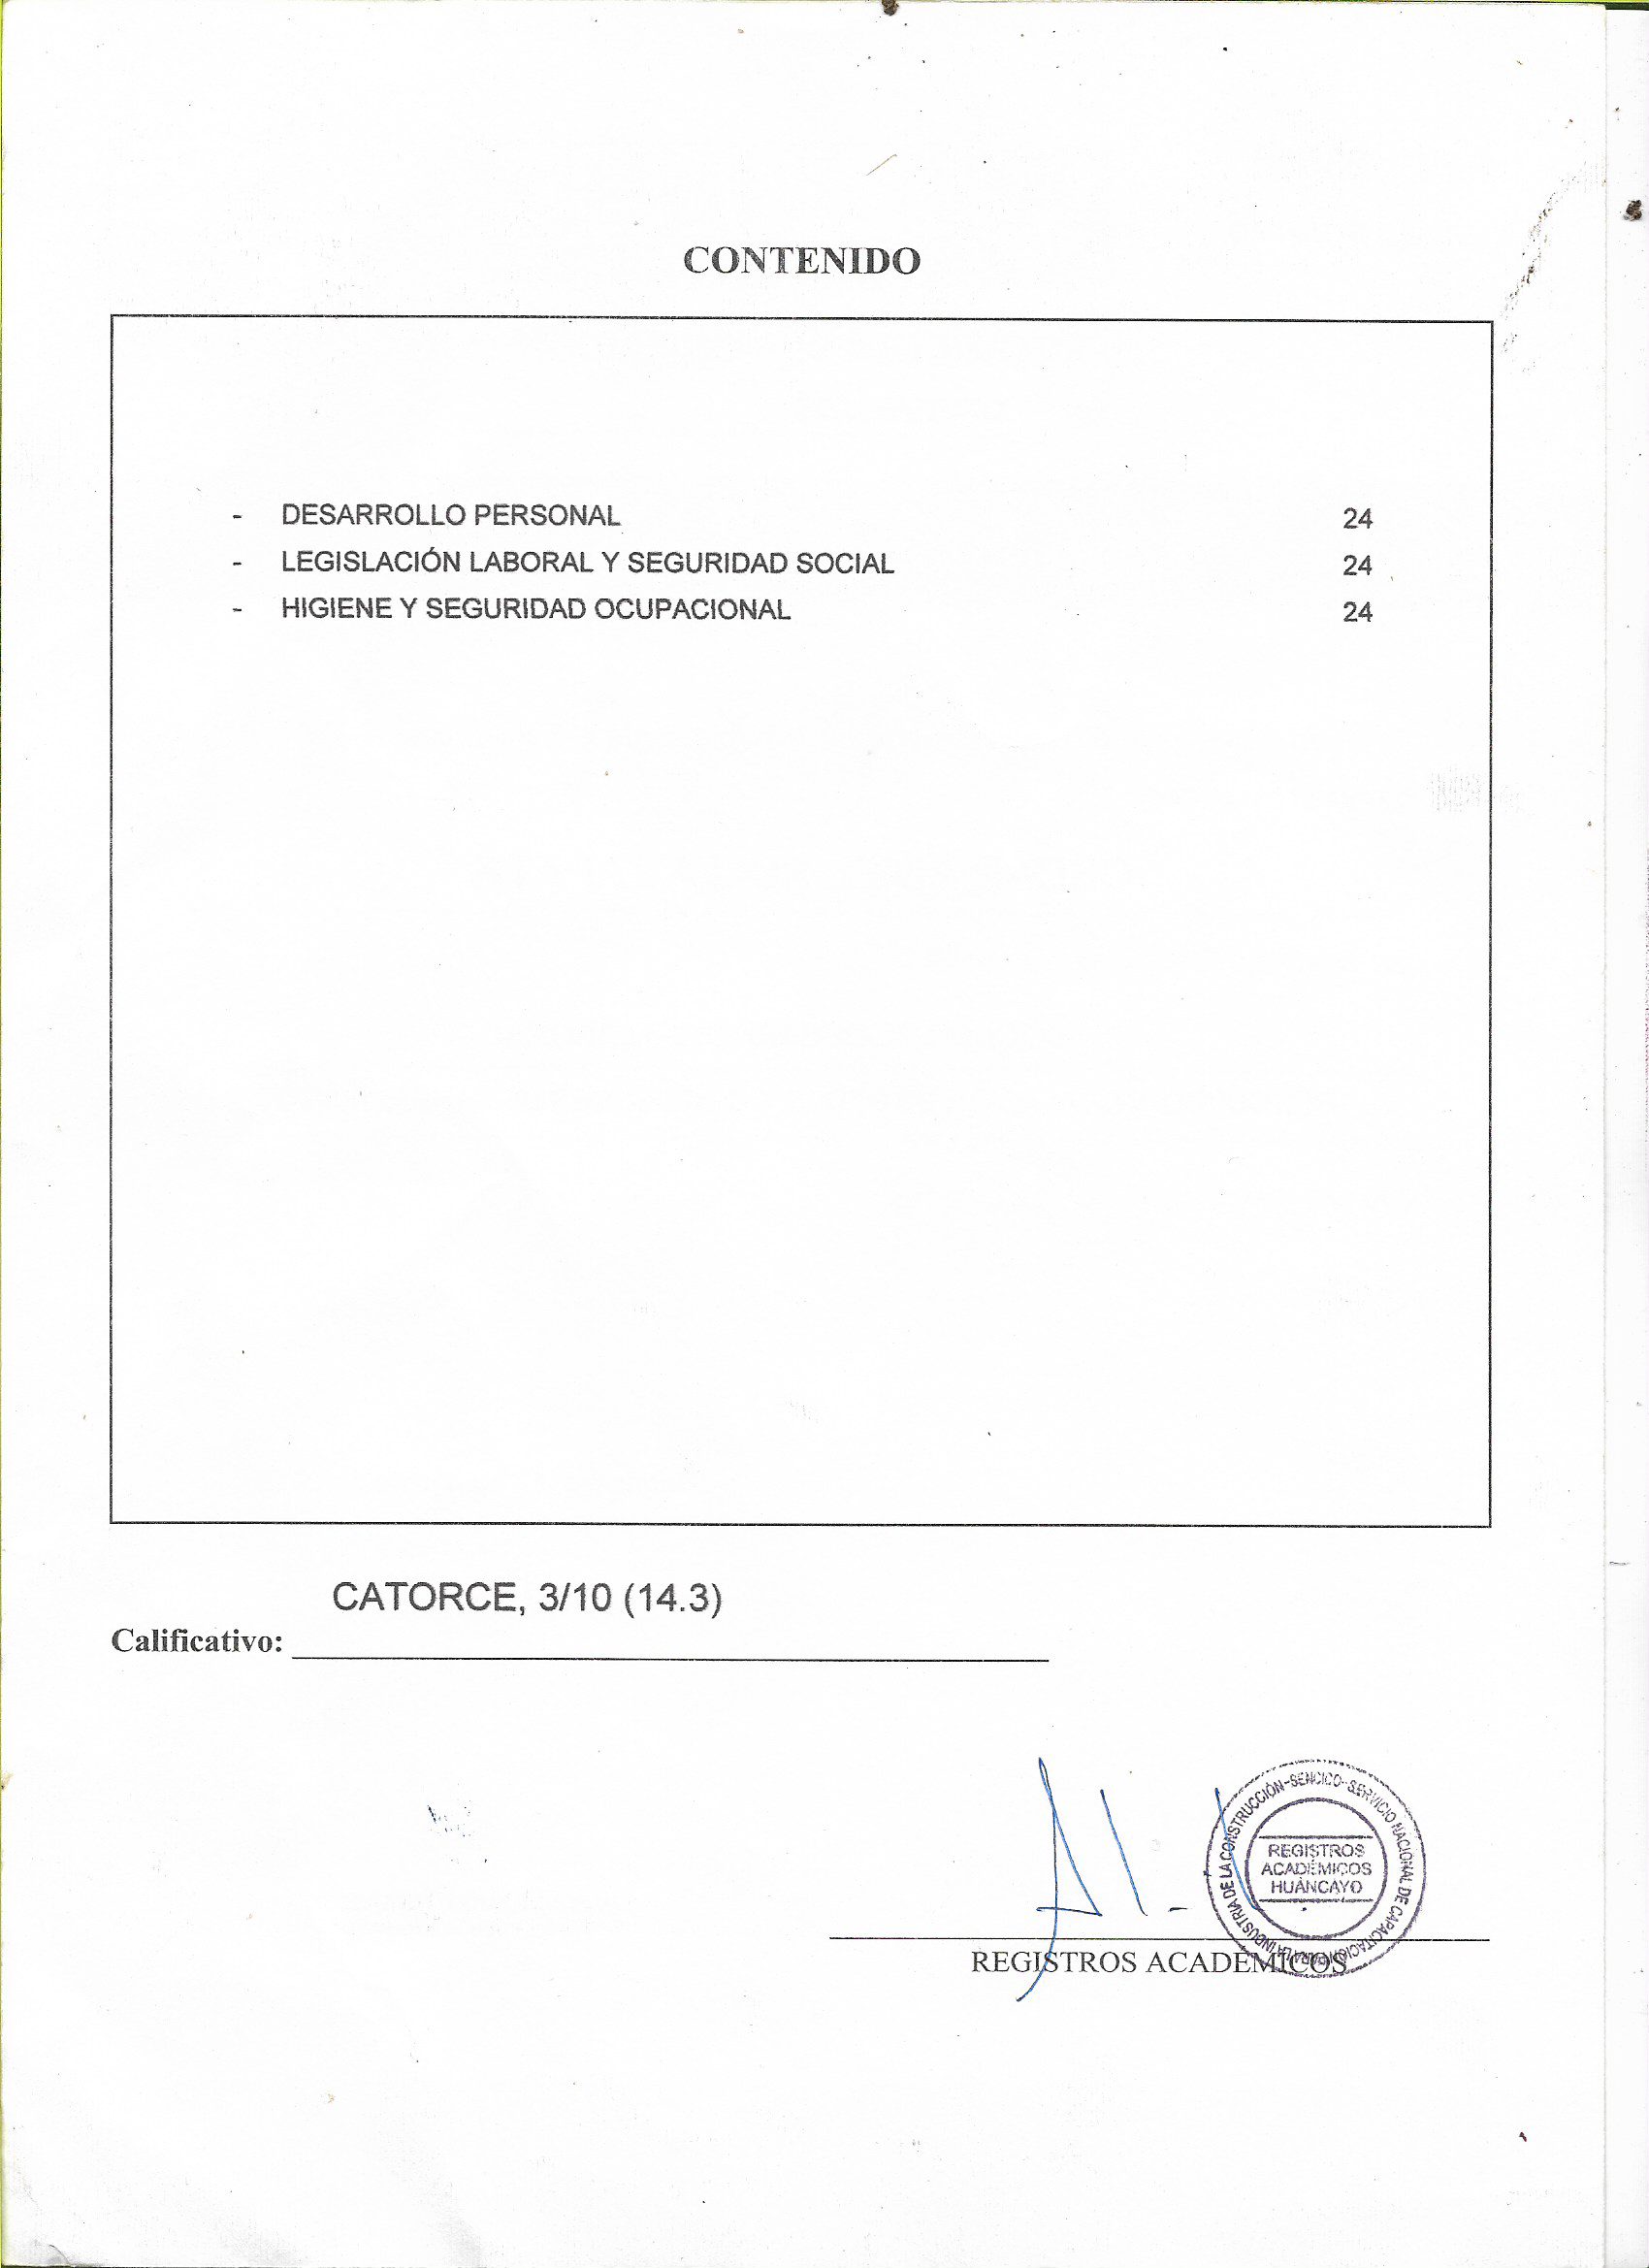 CONTENIDO
- DESARROLLO PERSONAL 24
- LEGISLACIÓN LABORAL Y SEGURIDAD SOCIAL 24
- HIGIENE Y SEGURIDAD OCUPACIONAL 24
CATORCE, 3/10 (14.3)
Calificativo:
SENCICO - SERVICIO NACIONAL DE CAPACITACIÓN PARA LA INDUSTRIA DE LA CONSTRUCCIÓN -
REGISTROS
ACADÉMICOS
HUANCAYO
REGISTROS ACADÉMICOS